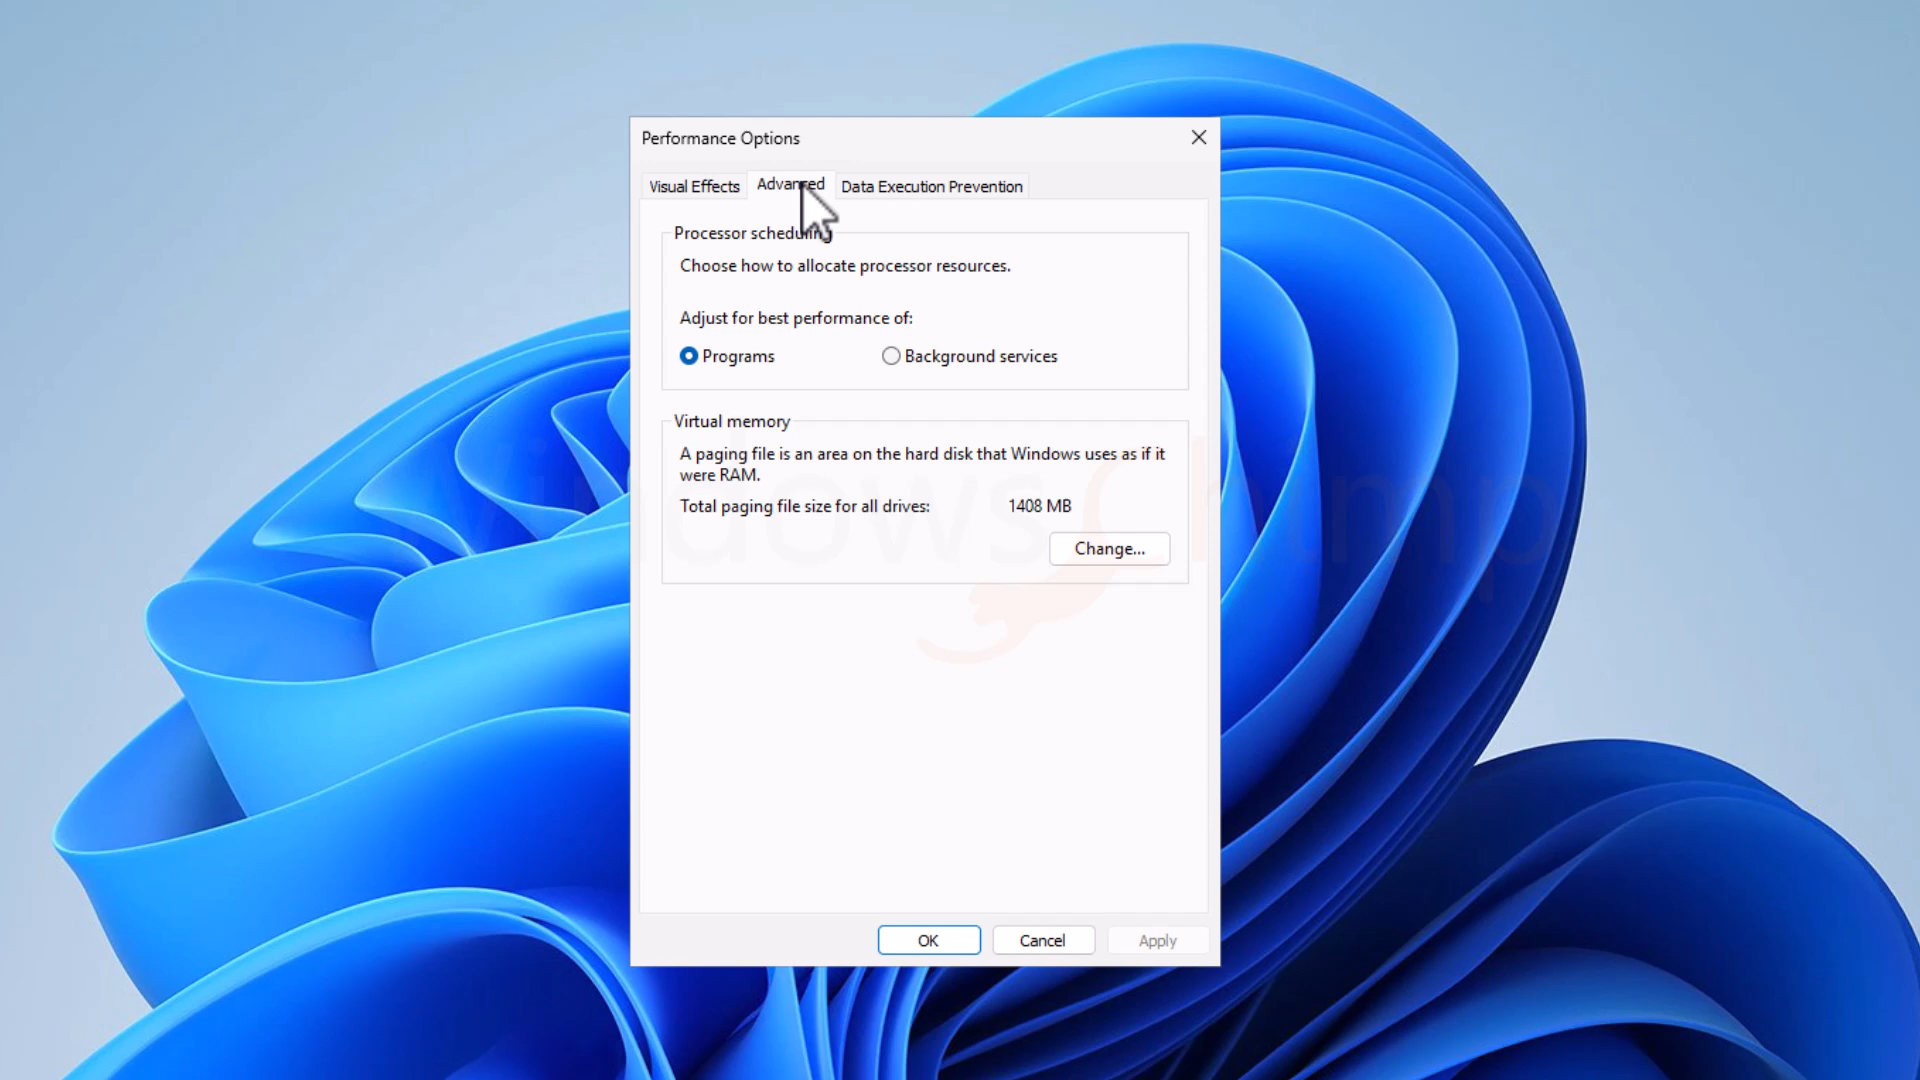 Performance Options
Visual Effects
Advanced
Data Execution Prevention
Processor scheduling
Choose how to allocate processor resources.
Adjust for best performance of:
Programs
Background services
Virtual memory
A paging file is an area on the hard disk that Windows uses as if it
were RAM.
Total paging file size for all drives: 1408 MB
Change...
windows himp
OK
Cancel
Apply